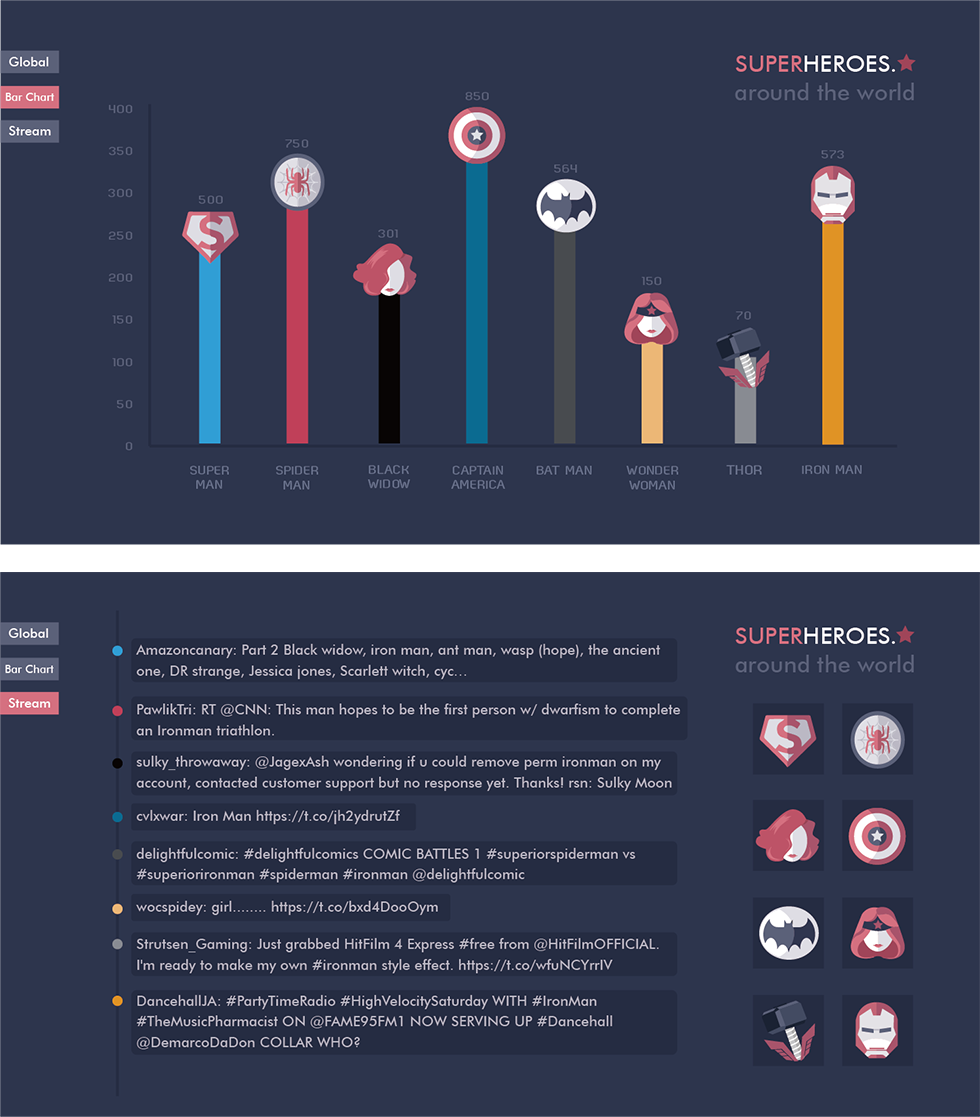 Global
Bar Chart
Stream
SUPERHEROES.
around the world
400
350
300
250
200
150
100
50
0
500
750
301
850
564
150
70
573
SUPER
MAN
SPIDER
MAN
BLACK
WIDOW
CAPTAIN
AMERICA
BAT MAN
WONDER
WOMAN
THOR
IRON MAN
Global
Bar Chart
Stream
SUPERHEROES.
around the world
Amazoncanary: Part 2 Black widow, iron man, ant man, wasp (hope), the ancient
one, DR strange, Jessica jones, Scarlett witch, cyc...
PawlikTri: RT @CNN: This man hopes to be the first person w/ dwarfism to complete
an Ironman triathlon.
sulky_throwaway: @JagexAsh wondering if u could remove perm ironman on my
account, contacted customer support but no response yet. Thanks! rsn: Sulky Moon
cvlxwar: Iron Man https://t.co/jh2ydrutZf
delightfulcomic: #delightfulcomics COMIC BATTLES 1 #superiorspiderman vs
#superiorironman #spiderman #ironman @delightfulcomic
wocspidey: girl........ https://t.co/bxd4DooOym
Strutsen_Gaming: Just grabbed HitFilm 4 Express #free from @HitFilmOFFICIAL.
I'm ready to make my own #ironman style effect. https://t.co/wfuNCYrrIV
DancehallJA: #PartyTimeRadio #HighVelocitySaturday WITH #IronMan
#TheMusicPharmacist ON @FAME95FM1 NOW SERVING UP #Dancehall
@DemarcoDaDon COLLAR WHO?